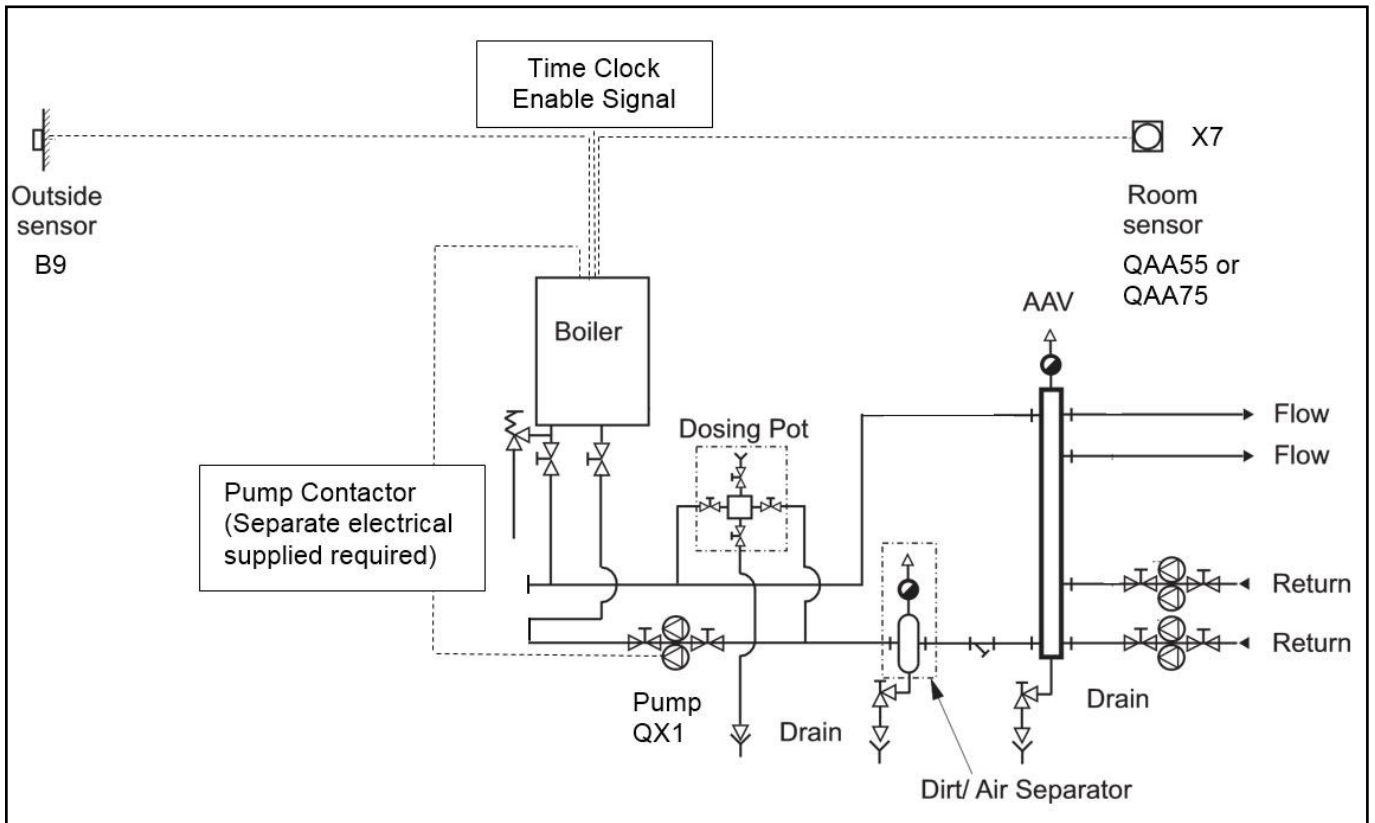 Time Clock
Enable Signal
Outside
sensor
B9
X7
Room
sensor
QAA55 or
QAA75
AAV
Boiler
Dosing Pot
Flow
Flow
Pump Contactor
(Separate electrical
supplied required)
Return
Return
Pump
QX1
Drain
Drain
Dirt/ Air Separator